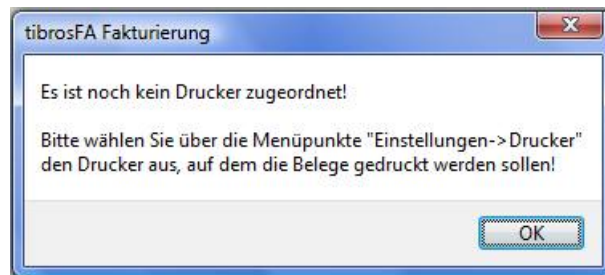 tibrosFA Fakturierung
Es ist noch kein Drucker zugeordnet!
Bitte wählen Sie über die Menüpunkte "Einstellungen->Drucker"
den Drucker aus, auf dem die Belege gedruckt werden sollen!
OK